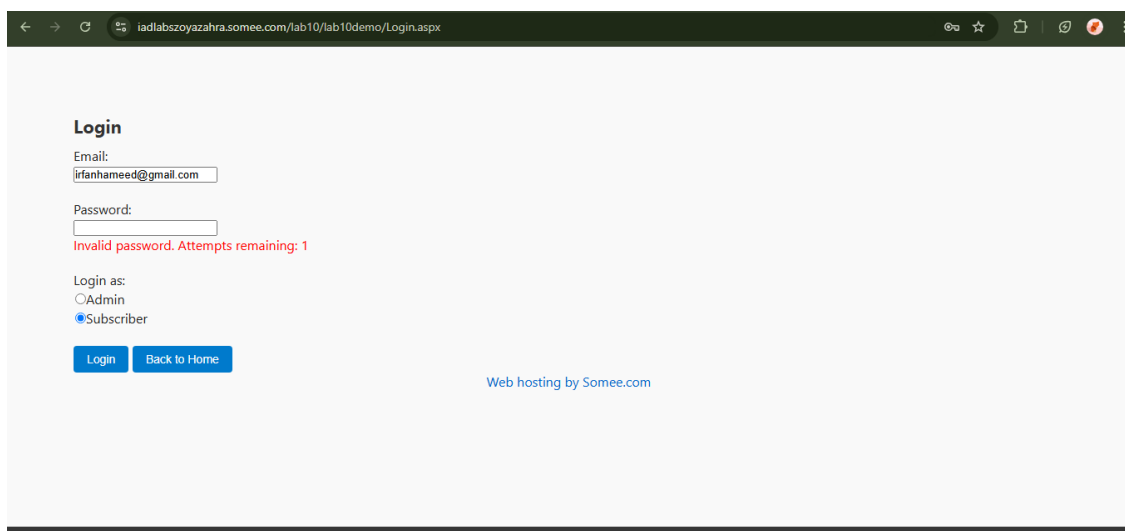 iadlabszoyazahra.somee.com/lab10/lab10demo/Login.aspx
Login
Email:
irfanhameed@gmail.com
Password:
Invalid password. Attempts remaining: 1
Login as:
Admin
Subscriber
Login Back to Home
Web hosting by Somee.com